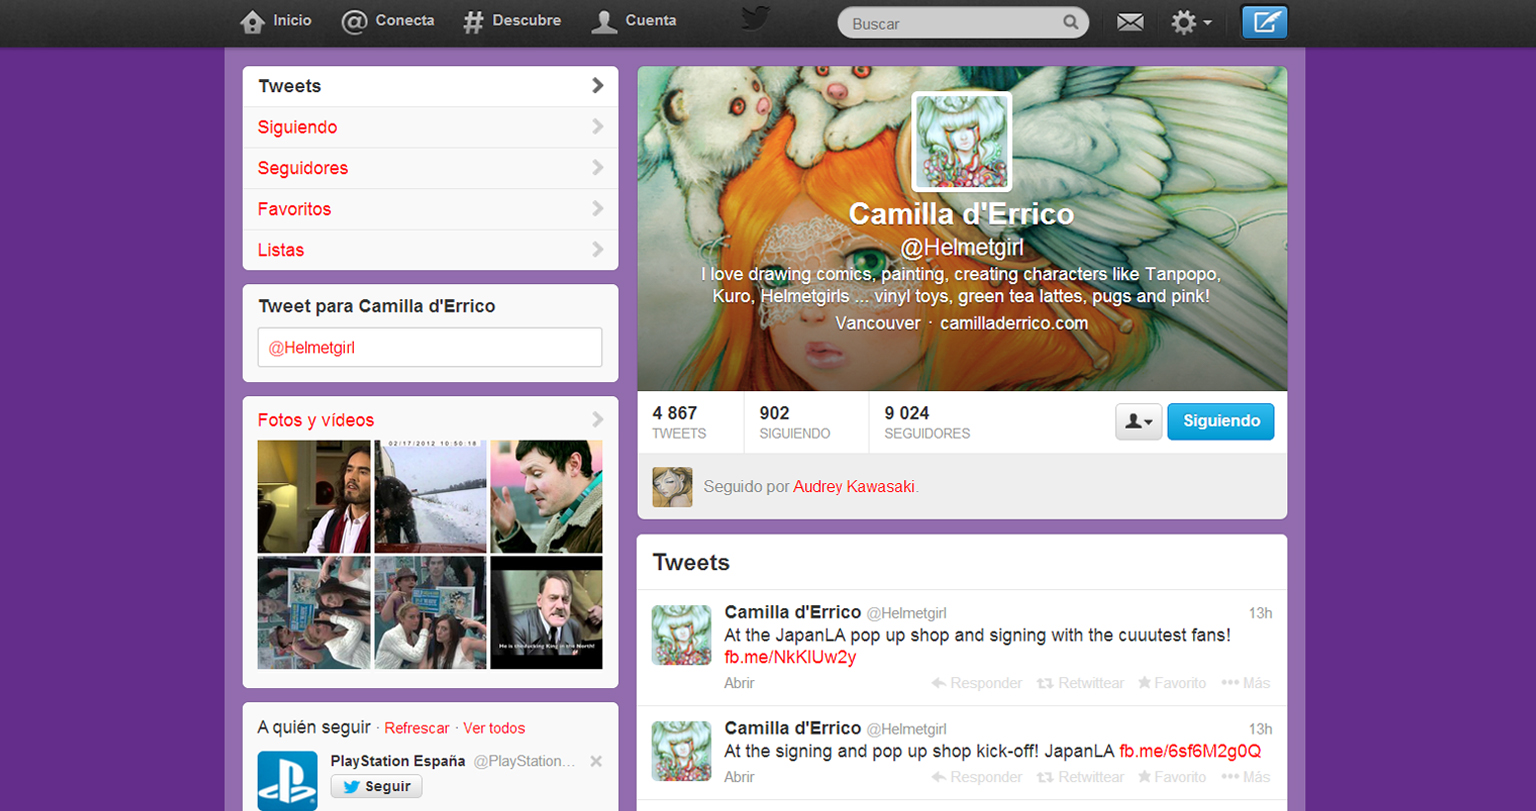 Inicio
Conecta
Descubre
Cuenta
Buscar
Tweets
Siguiendo
Seguidores
Favoritos
Listas
Tweet para Camilla d'Errico
@Helmetgirl
Fotos y vídeos
02/17/2012 10:50:18
He is the fucking King in the North!
A quién seguir · Refrescar · Ver todos
PlayStation España @PlayStation...
Seguir
Camilla d'Errico
@Helmetgirl
I love drawing comics, painting, creating characters like Tanpopo,
Kuro, Helmetgirls ... vinyl toys, green tea lattes, pugs and pink!
Vancouver · camilladerrico.com
4 867 902 9 024
TWEETS SIGUIENDO SEGUIDORES
Siguiendo
Seguido por Audrey Kawasaki.
Tweets
Camilla d'Errico @Helmetgirl 13h
At the JapanLA pop up shop and signing with the cuuutest fans!
fb.me/NkKlUw2y
Abrir Responder Retwittear Favorito Más
Camilla d'Errico @Helmetgirl 13h
At the signing and pop up shop kick-off! JapanLA fb.me/6sf6M2g0Q
Abrir Responder Retwittear Favorito Más